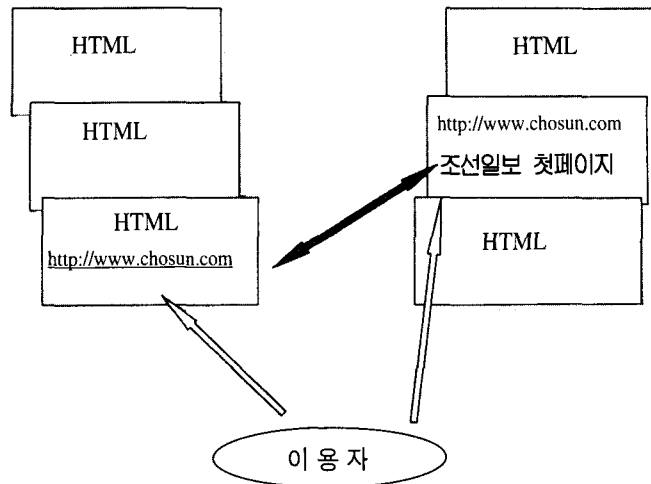 HTML
HTML
HTML
http://www.chosun.com
HTML
http://www.chosun.com
조선일보 첫페이지
HTML
이 용 자